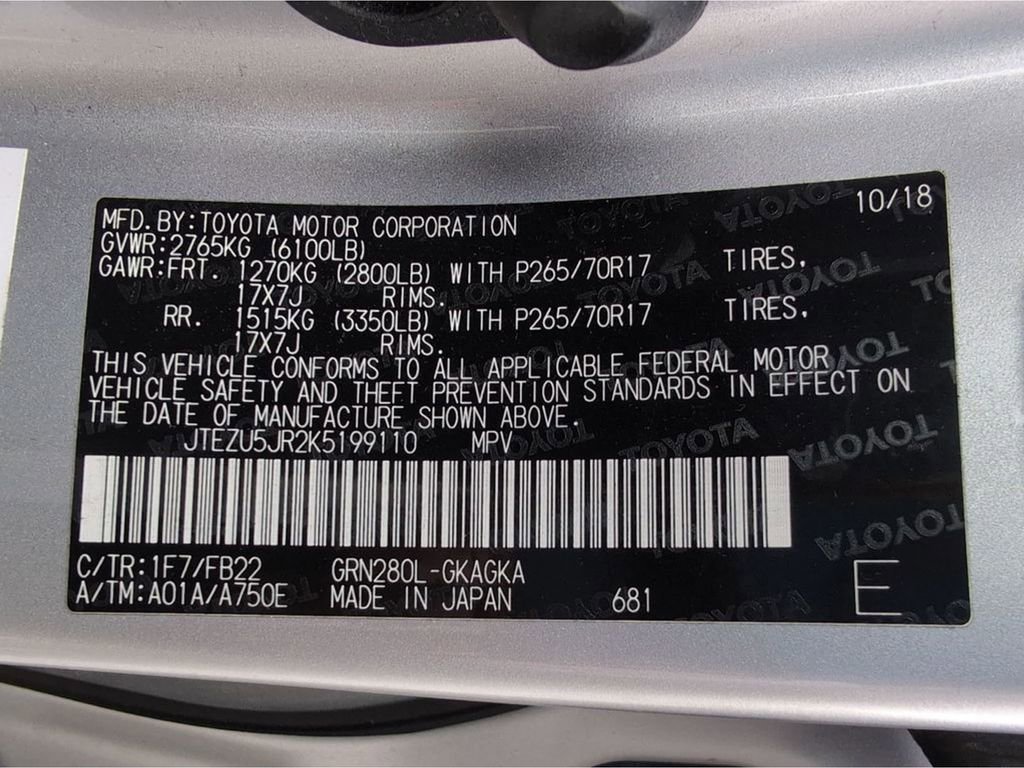 10/18
MFD.BY:TOYOTA MOTOR CORPORATION
GVWR:2765KG (6100LB)
GAWR:FRT. 1270KG (2800LB) WITH P265/70R17 TIRES,
17X7J RIMS.
RR. 1515KG (3350LB) WITH P265/70R17 TIRES,
17X7J RIMS.
THIS VEHICLE CONFORMS TO ALL APPLICABLE FEDERAL MOTOR
VEHICLE SAFETY AND THEFT PREVENTION STANDARDS IN EFFECT ON
THE DATE OF MANUFACTURE SHOWN ABOVE.
JTEZU5JR2K5199110 MPV
C/TR:1F7/FB22 GRN280L-GKAGKA
A/TM:A01A/A750E MADE IN JAPAN 681 E